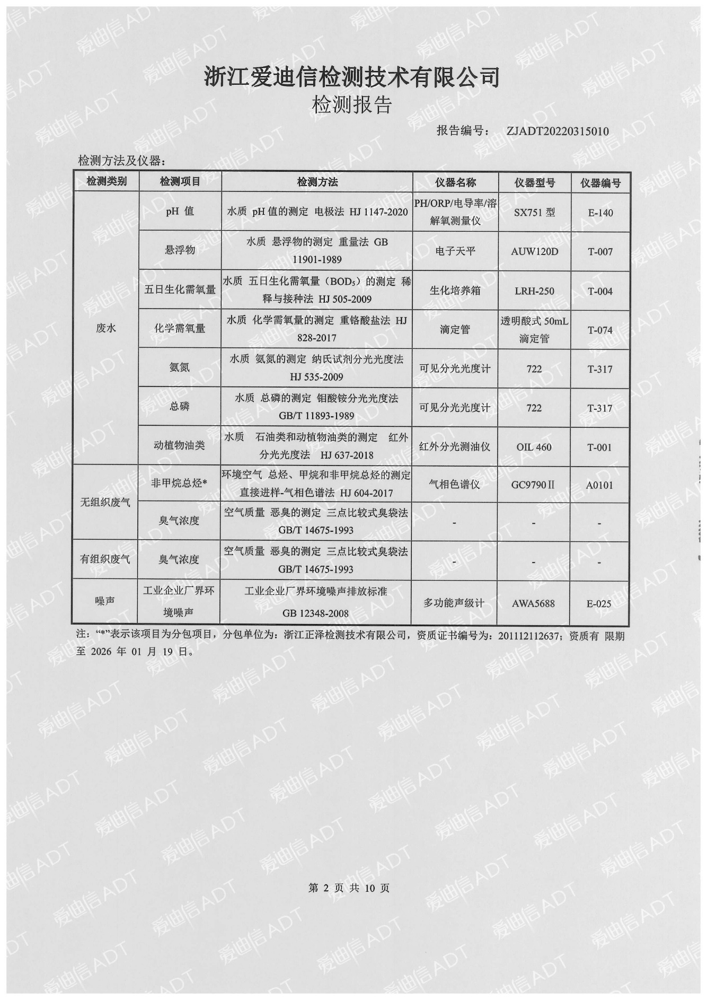 浙江爱迪信检测技术有限公司
检测报告
报告编号： ZJADT20220315010
检测方法及仪器：
检测类别 检测项目 检测方法 仪器名称 仪器型号 仪器编号
废水
pH 值 水质 pH 值的测定 电极法 HJ 1147-2020 PH/ORP/电导率/溶
解氧测量仪 SX751 型 E-140
悬浮物 水质 悬浮物的测定 重量法 GB
11901-1989 电子天平 AUW120D T-007
五日生化需氧量 水质 五日生化需氧量（BOD₅）的测定 稀
释与接种法 HJ 505-2009 生化培养箱 LRH-250 T-004
化学需氧量 水质 化学需氧量的测定 重铬酸盐法 HJ
828-2017 滴定管 透明酸式 50mL
滴定管 T-074
氨氮 水质 氨氮的测定 纳氏试剂分光光度法
HJ 535-2009 可见分光光度计 722 T-317
总磷 水质 总磷的测定 钼酸铵分光光度法
GB/T 11893-1989 可见分光光度计 722 T-317
动植物油类 水质 石油类和动植物油类的测定 红外
分光光度法 HJ 637-2018 红外分光测油仪 OIL 460 T-001
无组织废气
非甲烷总烃* 环境空气 总烃、甲烷和非甲烷总烃的测定
直接进样-气相色谱法 HJ 604-2017 气相色谱仪 GC9790Ⅱ A0101
臭气浓度 空气质量 恶臭的测定 三点比较式臭袋法
GB/T 14675-1993 - - -
有组织废气 臭气浓度 空气质量 恶臭的测定 三点比较式臭袋法
GB/T 14675-1993 - - -
噪声 工业企业厂界环
境噪声 工业企业厂界环境噪声排放标准
GB 12348-2008 多功能声级计 AWA5688 E-025
注：“*”表示该项目为分包项目，分包单位为：浙江正泽检测技术有限公司，资质证书编号为：201112112637；资质有 限期
至 2026 年 01 月 19 日。
第 2 页 共 10 页
爱迪信 ADT